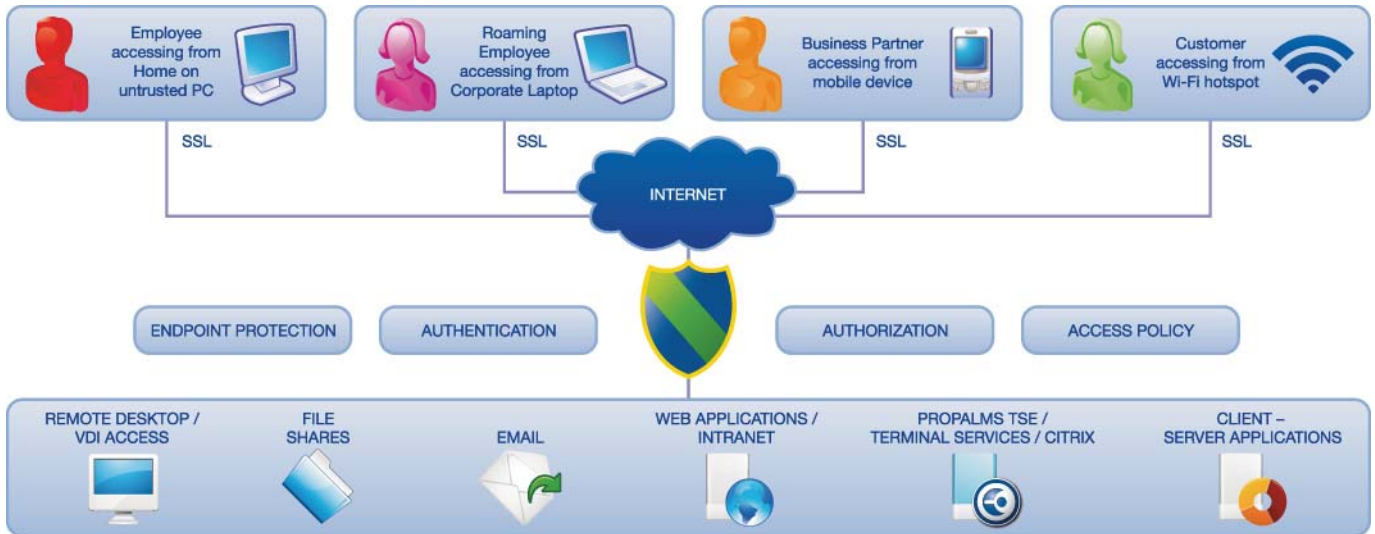 Employee
accessing from
Home on
untrusted PC
Roaming
Employee
accessing from
Corporate Laptop
Business Partner
accessing from
mobile device
Customer
accessing from
Wi-Fi hotspot
SSL
SSL
SSL
SSL
INTERNET
ENDPOINT PROTECTION
AUTHENTICATION
AUTHORIZATION
ACCESS POLICY
REMOTE DESKTOP /
VDI ACCESS
FILE
SHARES
EMAIL
WEB APPLICATIONS /
INTRANET
PROPALMS TSE /
TERMINAL SERVICES / CITRIX
CLIENT –
SERVER APPLICATIONS